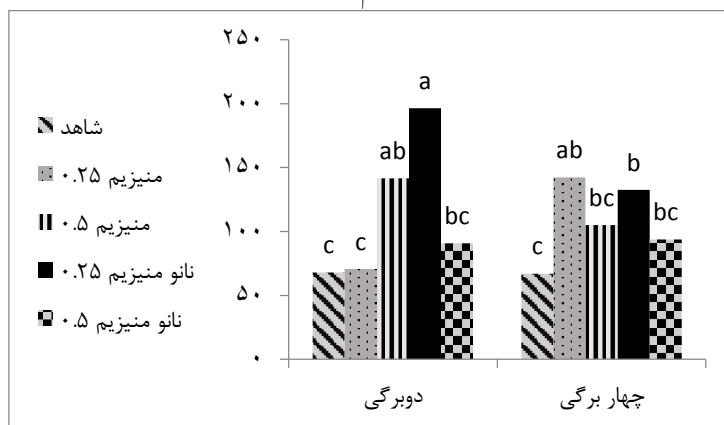 ۲۵۰
۲۰۰
۱۵۰
۱۰۰
۵۰
۰
شاهد
منیزیم ۰.۲۵
منیزیم ۰.۵
نانو منیزیم ۰.۲۵
نانو منیزیم ۰.۵
c c ab a bc
c ab bc b bc
دوبرگی
چهار برگی